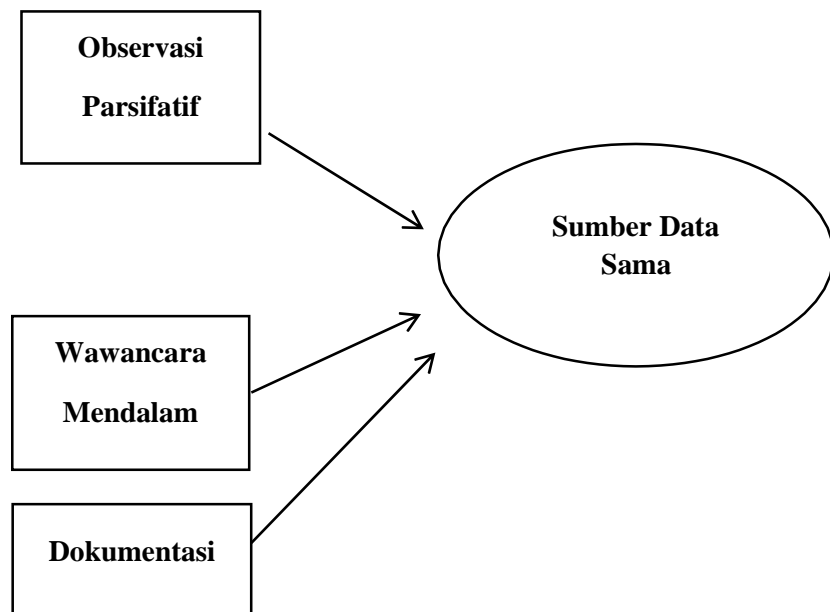 Observasi
Parsifatif
Sumber Data
Sama
Wawancara
Mendalam
Dokumentasi